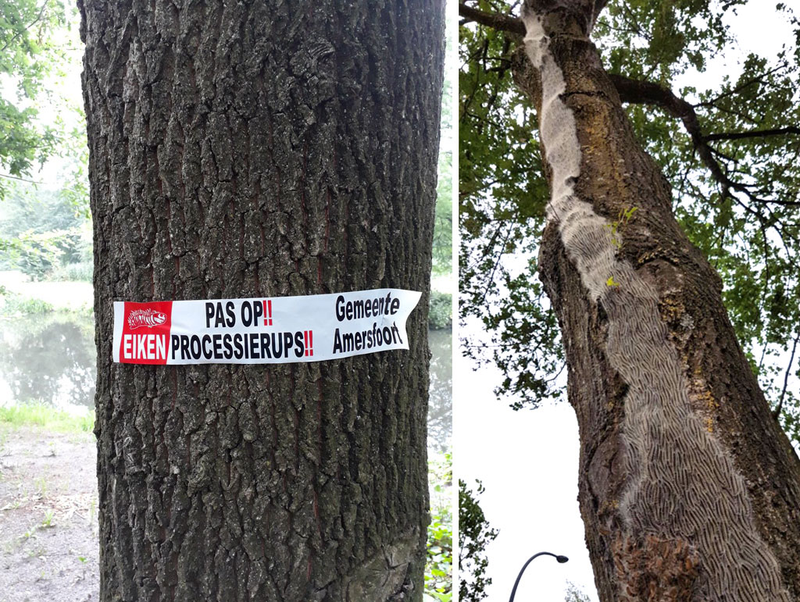 PAS OP!!
EIKEN PROCESSIERUPS!!
Gemeente
Amersfoort